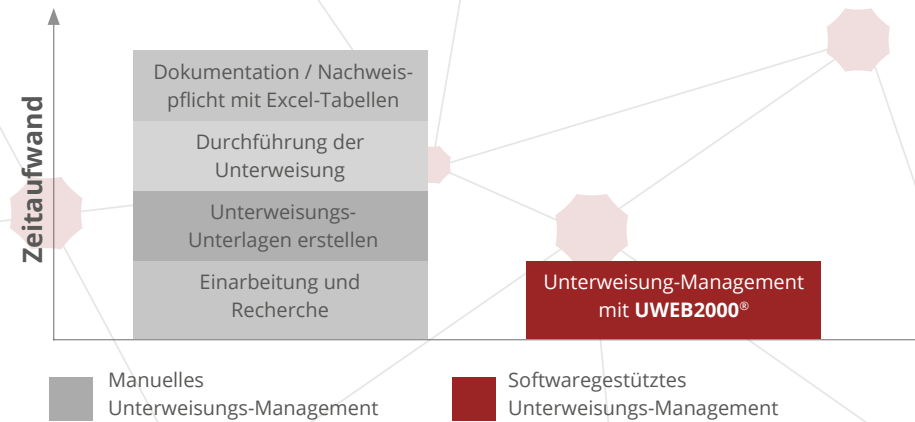 Zeitaufwand
Dokumentation / Nachweis-
pflicht mit Excel-Tabellen
Durchführung der
Unterweisung
Unterweisungs-
Unterlagen erstellen
Einarbeitung und
Recherche
Unterweisung-Management
mit UWEB2000®
Manuelles
Unterweisungs-Management
Softwaregestütztes
Unterweisungs-Management